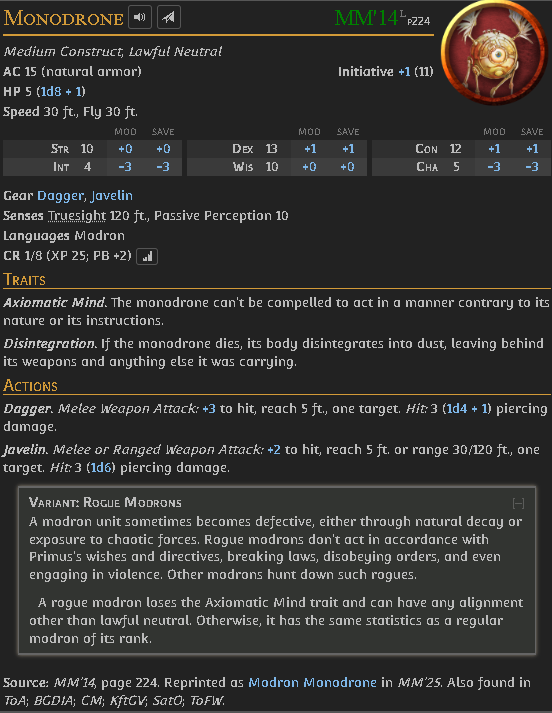 Monodrone MM'14 L p224
Medium Construct, Lawful Neutral
AC 15 (natural armor) Initiative +1 (11)
HP 5 (1d8 + 1)
Speed 30 ft., Fly 30 ft.
MOD SAVE MOD SAVE MOD SAVE
Str 10 +0 +0 Dex 13 +1 +1 Con 12 +1 +1
Int 4 −3 −3 Wis 10 +0 +0 Cha 5 −3 −3
Gear Dagger, Javelin
Senses Truesight 120 ft., Passive Perception 10
Languages Modron
CR 1/8 (XP 25; PB +2)
Traits
Axiomatic Mind. The monodrone can't be compelled to act in a manner contrary to its
nature or its instructions.
Disintegration. If the monodrone dies, its body disintegrates into dust, leaving behind
its weapons and anything else it was carrying.
Actions
Dagger. Melee Weapon Attack: +3 to hit, reach 5 ft., one target. Hit: 3 (1d4 + 1) piercing
damage.
Javelin. Melee or Ranged Weapon Attack: +2 to hit, reach 5 ft. or range 30/120 ft., one
target. Hit: 3 (1d6) piercing damage.
Variant: Rogue Modrons [−]
A modron unit sometimes becomes defective, either through natural decay or
exposure to chaotic forces. Rogue modrons don't act in accordance with
Primus's wishes and directives, breaking laws, disobeying orders, and even
engaging in violence. Other modrons hunt down such rogues.
A rogue modron loses the Axiomatic Mind trait and can have any alignment
other than lawful neutral. Otherwise, it has the same statistics as a regular
modron of its rank.
Source: MM'14, page 224. Reprinted as Modron Monodrone in MM'25. Also found in
ToA; BGDIA; CM; KftGV; SatO; ToFW.